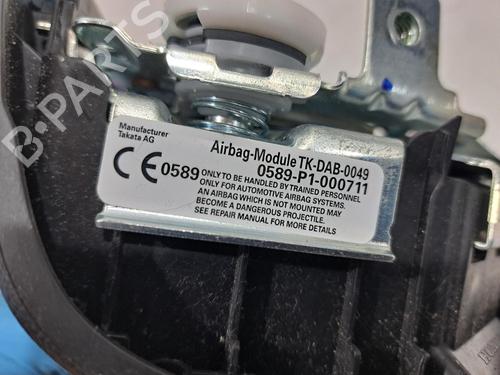 B-PARTS
Manufacturer
Takata AG
Airbag-Module TK-DAB-0049
CE 0589 0589-P1-000711
ONLY TO BE HANDLED BY TRAINED PERSONNEL
ONLY FOR AUTOMOTIVE AIRBAG SYSTEMS.
AN AIRBAG WHICH IS NOT MOUNTED MAY
BECOME A DANGEROUS PROJECTILE.
SEE REPAIR MANUAL FOR MORE DETAILS